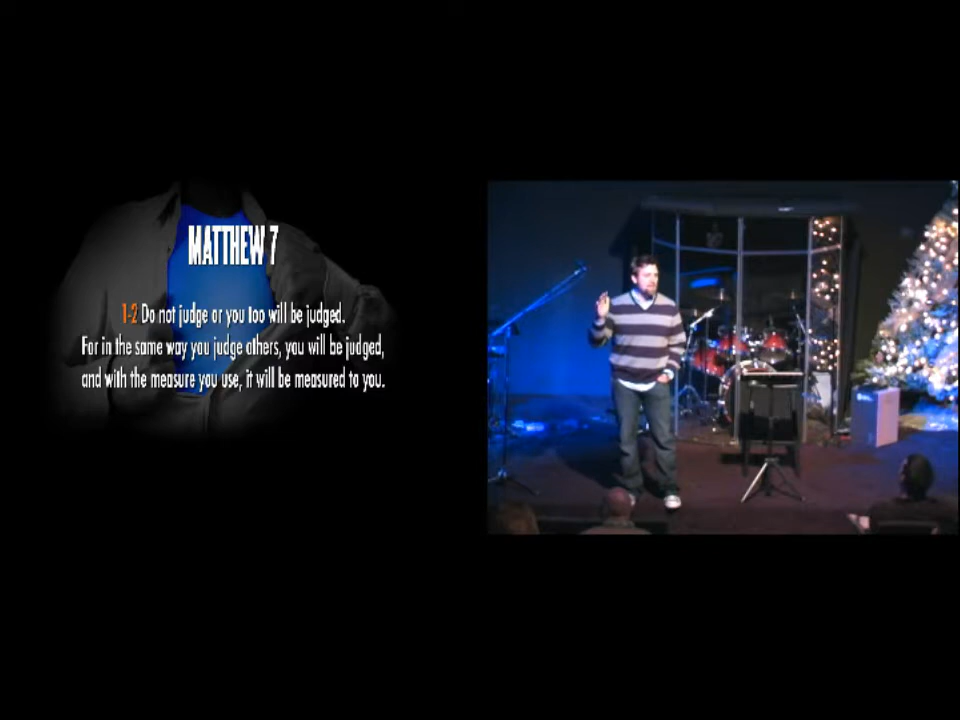 MATTHEW 7
1-2 Do not judge or you too will be judged.
For in the same way you judge others, you will be judged,
and with the measure you use, it will be measured to you.